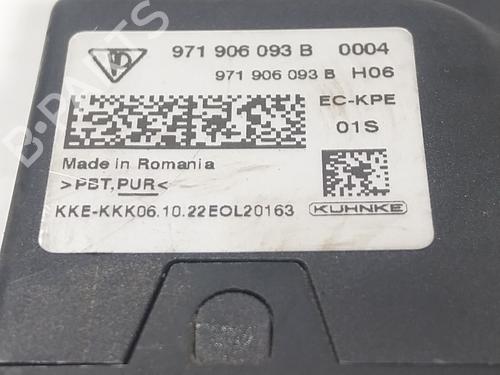 971 906 093 B 0004
971 906 093 B H06
EC-KPE
01S
Made in Romania
>PBT,PUR<
KKE-KKK06.10.22EOL20163
KUHNKE
B-PARTS